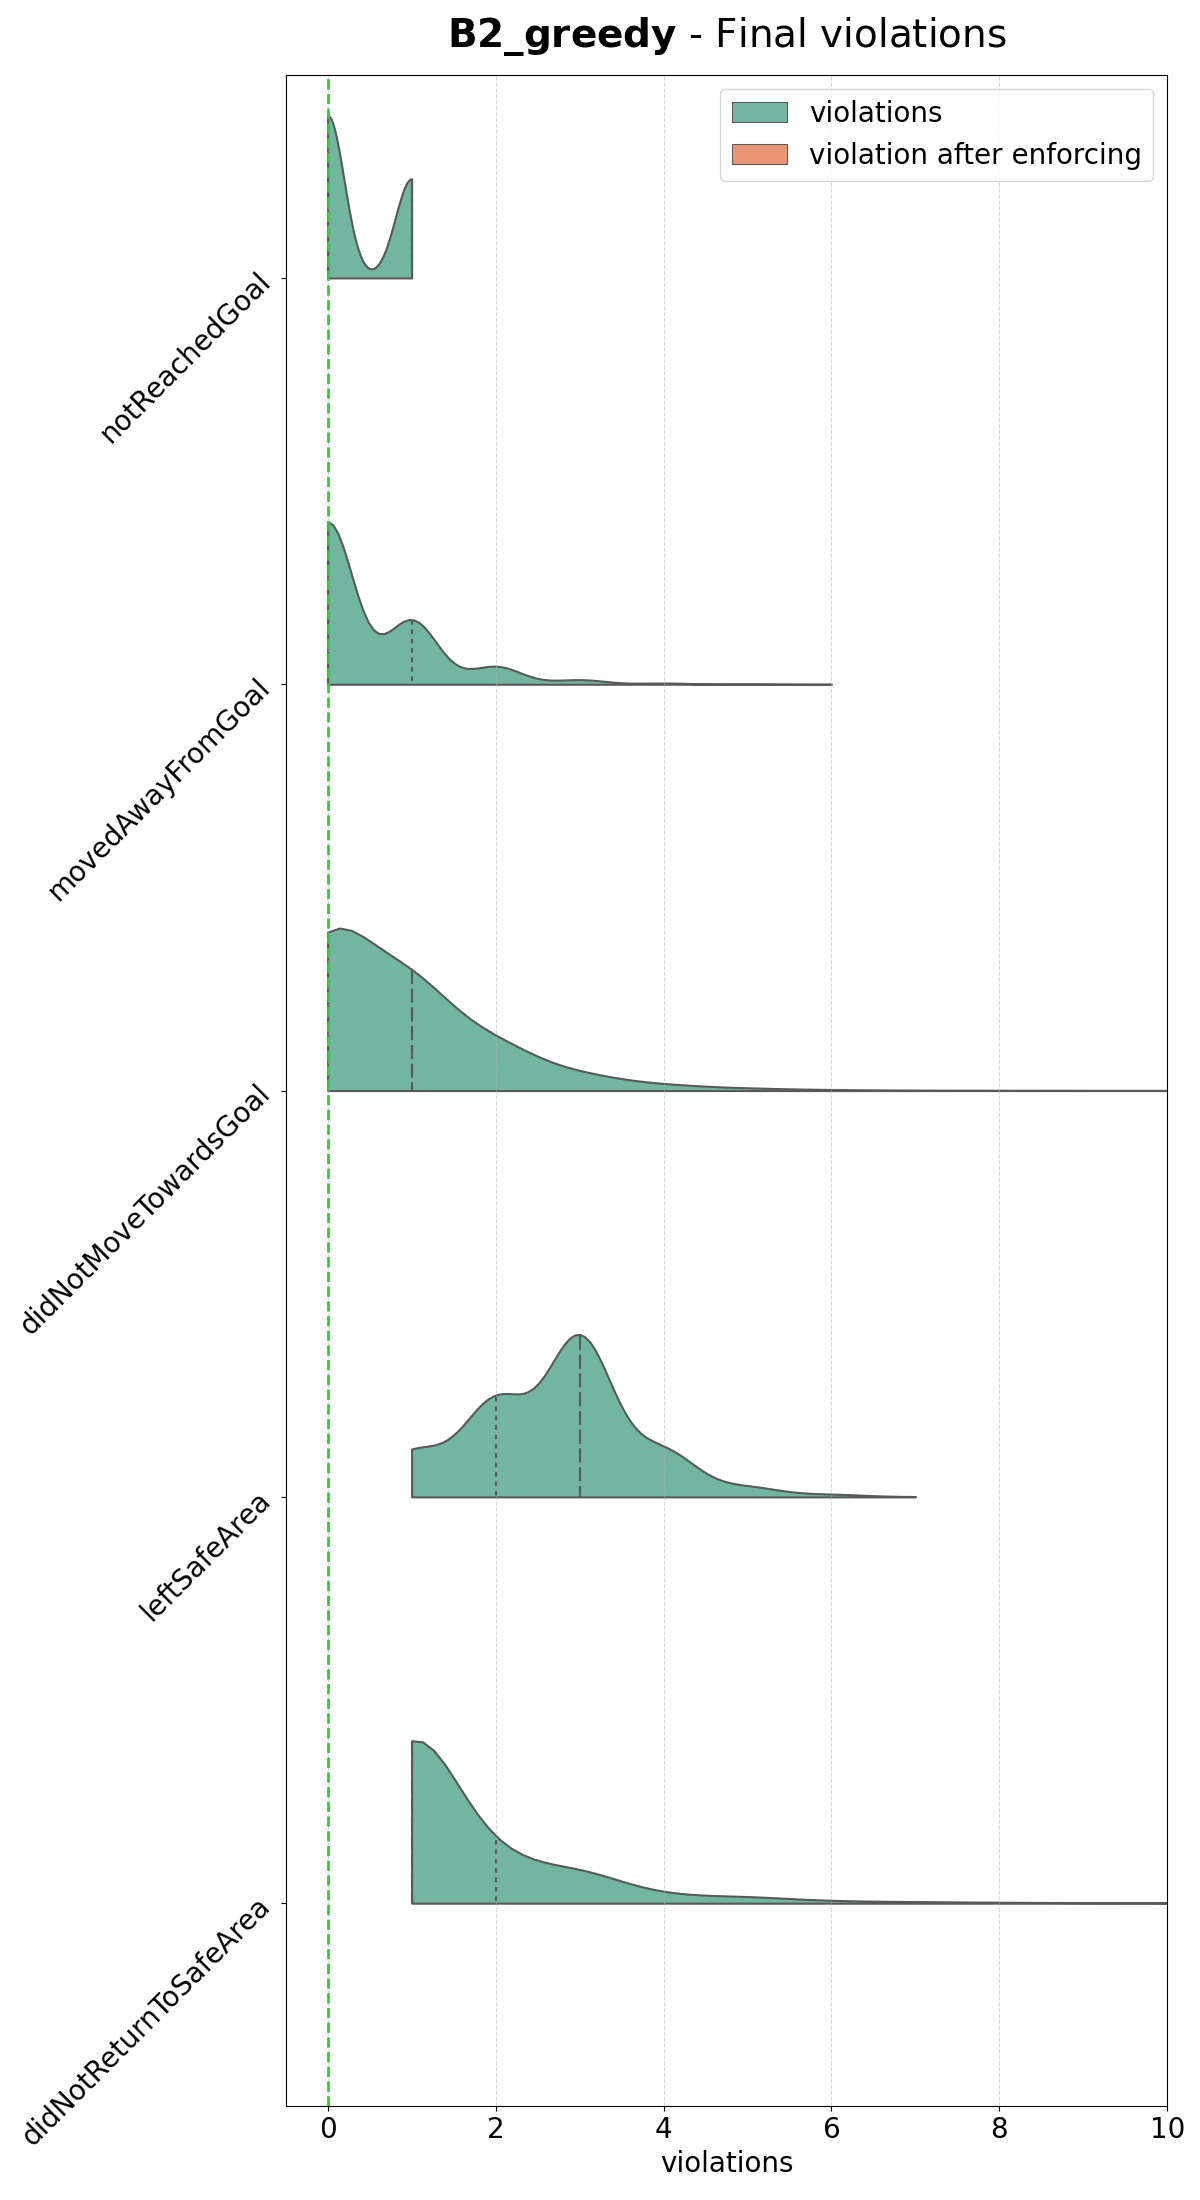 B2_greedy - Final violations
violations
violation after enforcing
notReachedGoal
movedAwayFromGoal
didNotMoveTowardsGoal
leftSafeArea
didNotReturnToSafeArea
0 2 4 6 8 10
violations